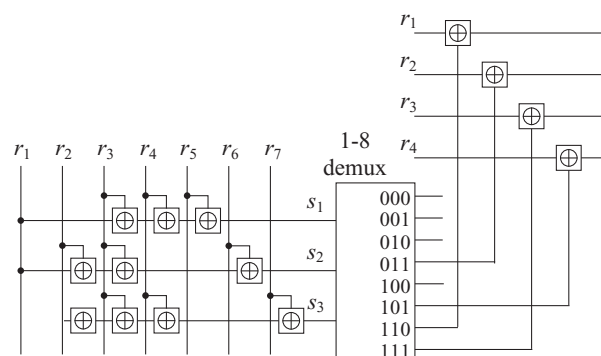 r1
r2
r3
r4
1-8
demux
r1 r2 r3 r4 r5 r6 r7
s1
s2
s3
000
001
010
011
100
101
110
111